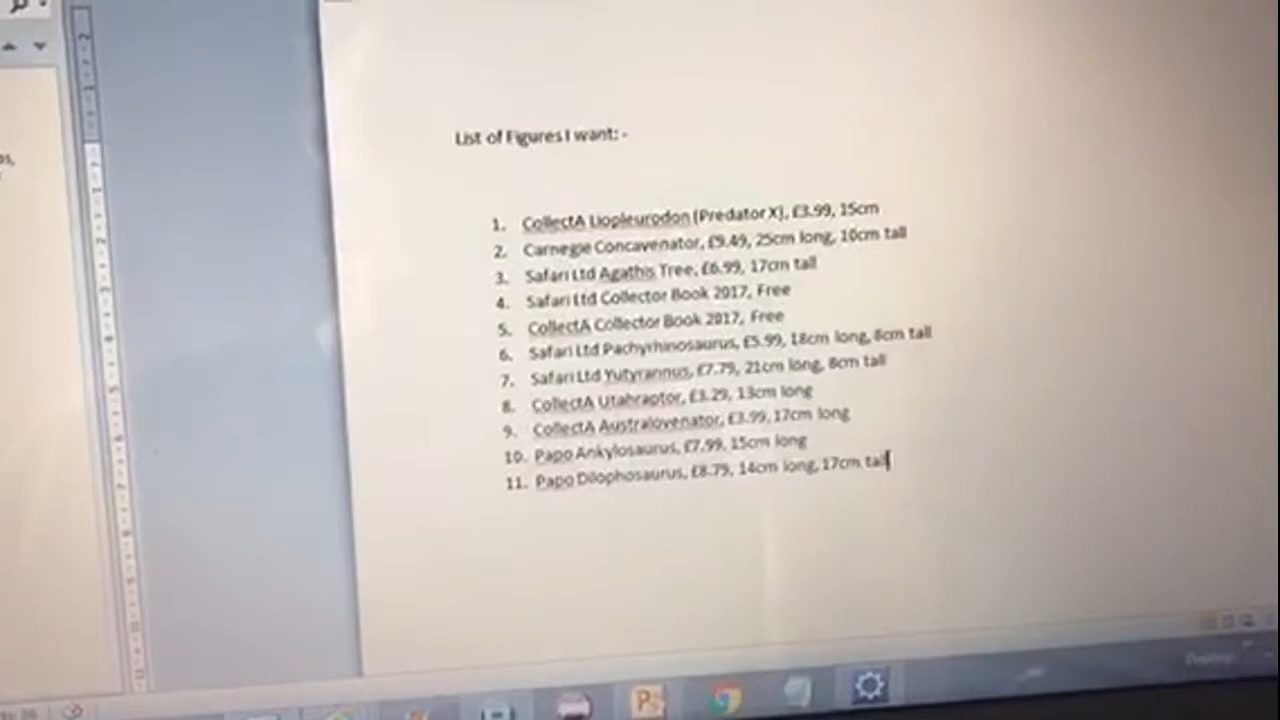 List of Figures I want: -
1. CollectA Liopleurodon (Predator X), £3.99, 15cm
2. Carnegie Concavenator, £9.49, 25cm long, 10cm tall
3. Safari Ltd Agathis Tree, £6.99, 17cm tall
4. Safari Ltd Collector Book 2017, Free
5. CollectA Collector Book 2017, Free
6. Safari Ltd Pachyrhinosaurus, £5.99, 18cm long, 8cm tall
7. Safari Ltd Yutyrannus, £7.79, 21cm long, 8cm tall
8. CollectA Utahraptor, £3.29, 13cm long
9. CollectA Australovenator, £3.99, 17cm long
10. Papo Ankylosaurus, £7.99, 15cm long
11. Papo Dilophosaurus, £8.79, 14cm long, 17cm tall
Desktop